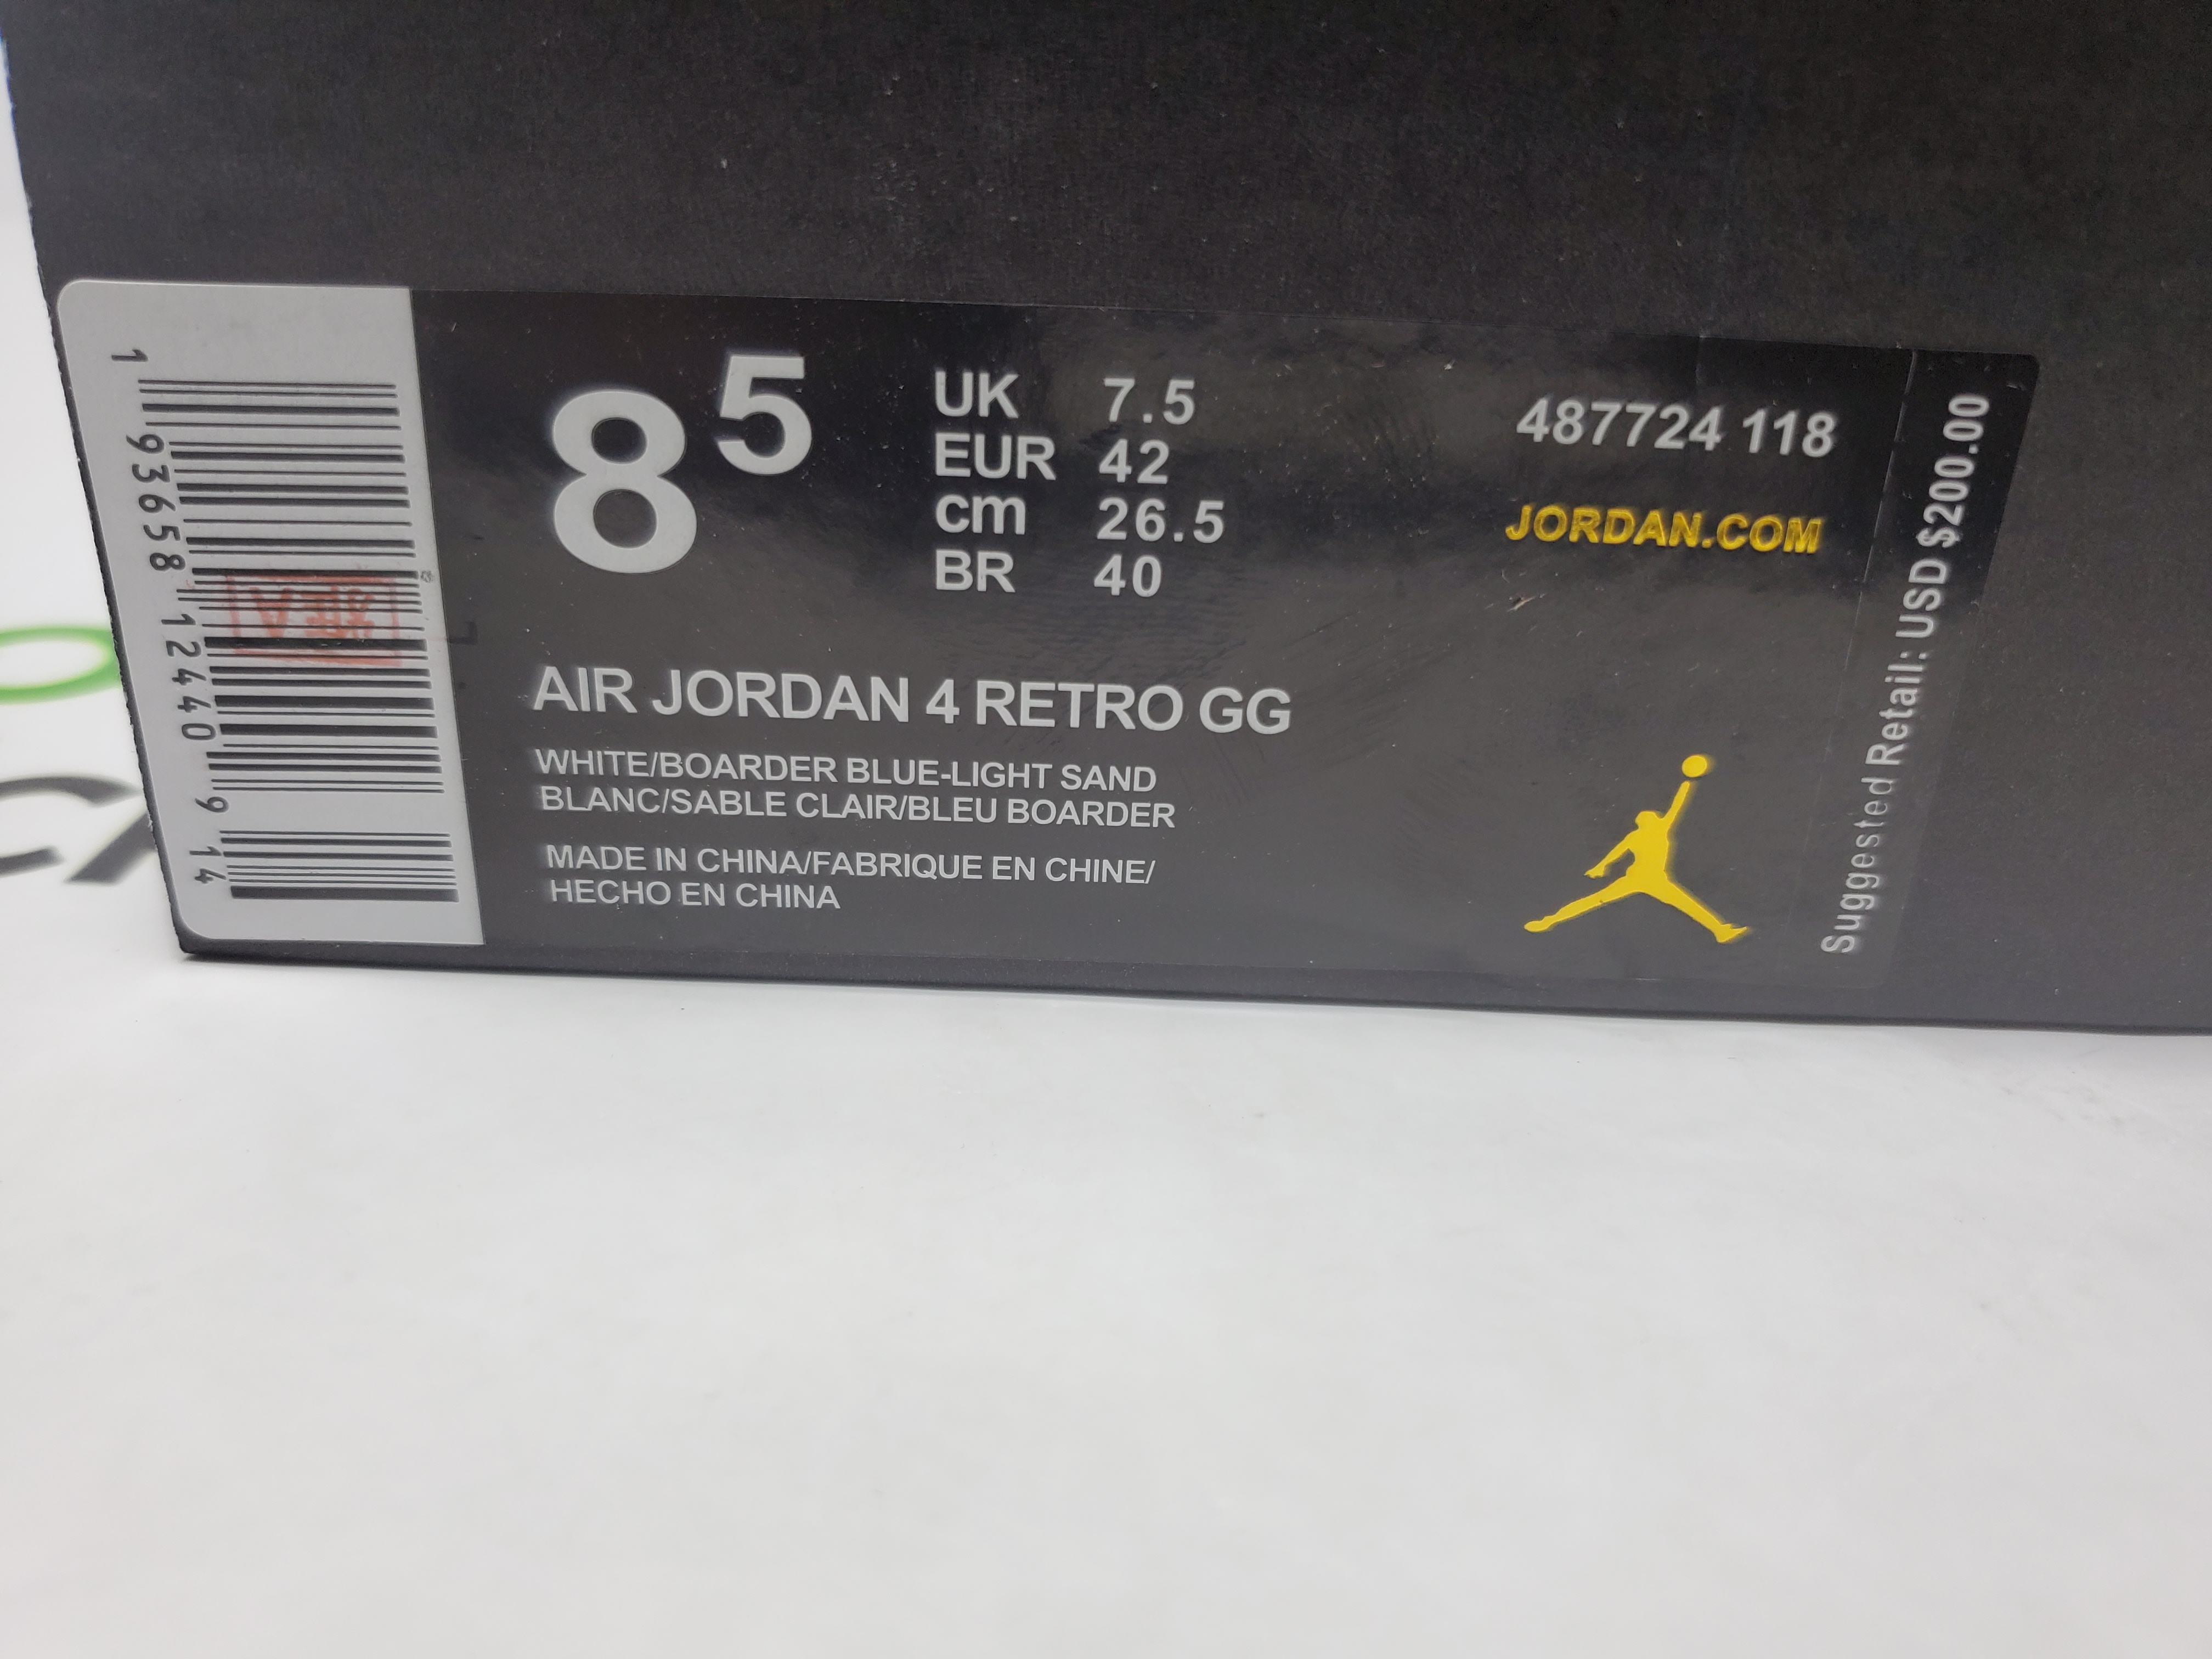 1 93658 12440 9 14
8 5
UK 7.5
EUR 42
cm 26.5
BR 40
487724 118
JORDAN.COM
AIR JORDAN 4 RETRO GG
WHITE/BOARDER BLUE-LIGHT SAND
BLANC/SABLE CLAIR/BLEU BOARDER
MADE IN CHINA/FABRIQUE EN CHINE/
HECHO EN CHINA
Suggested Retail: USD $200.00